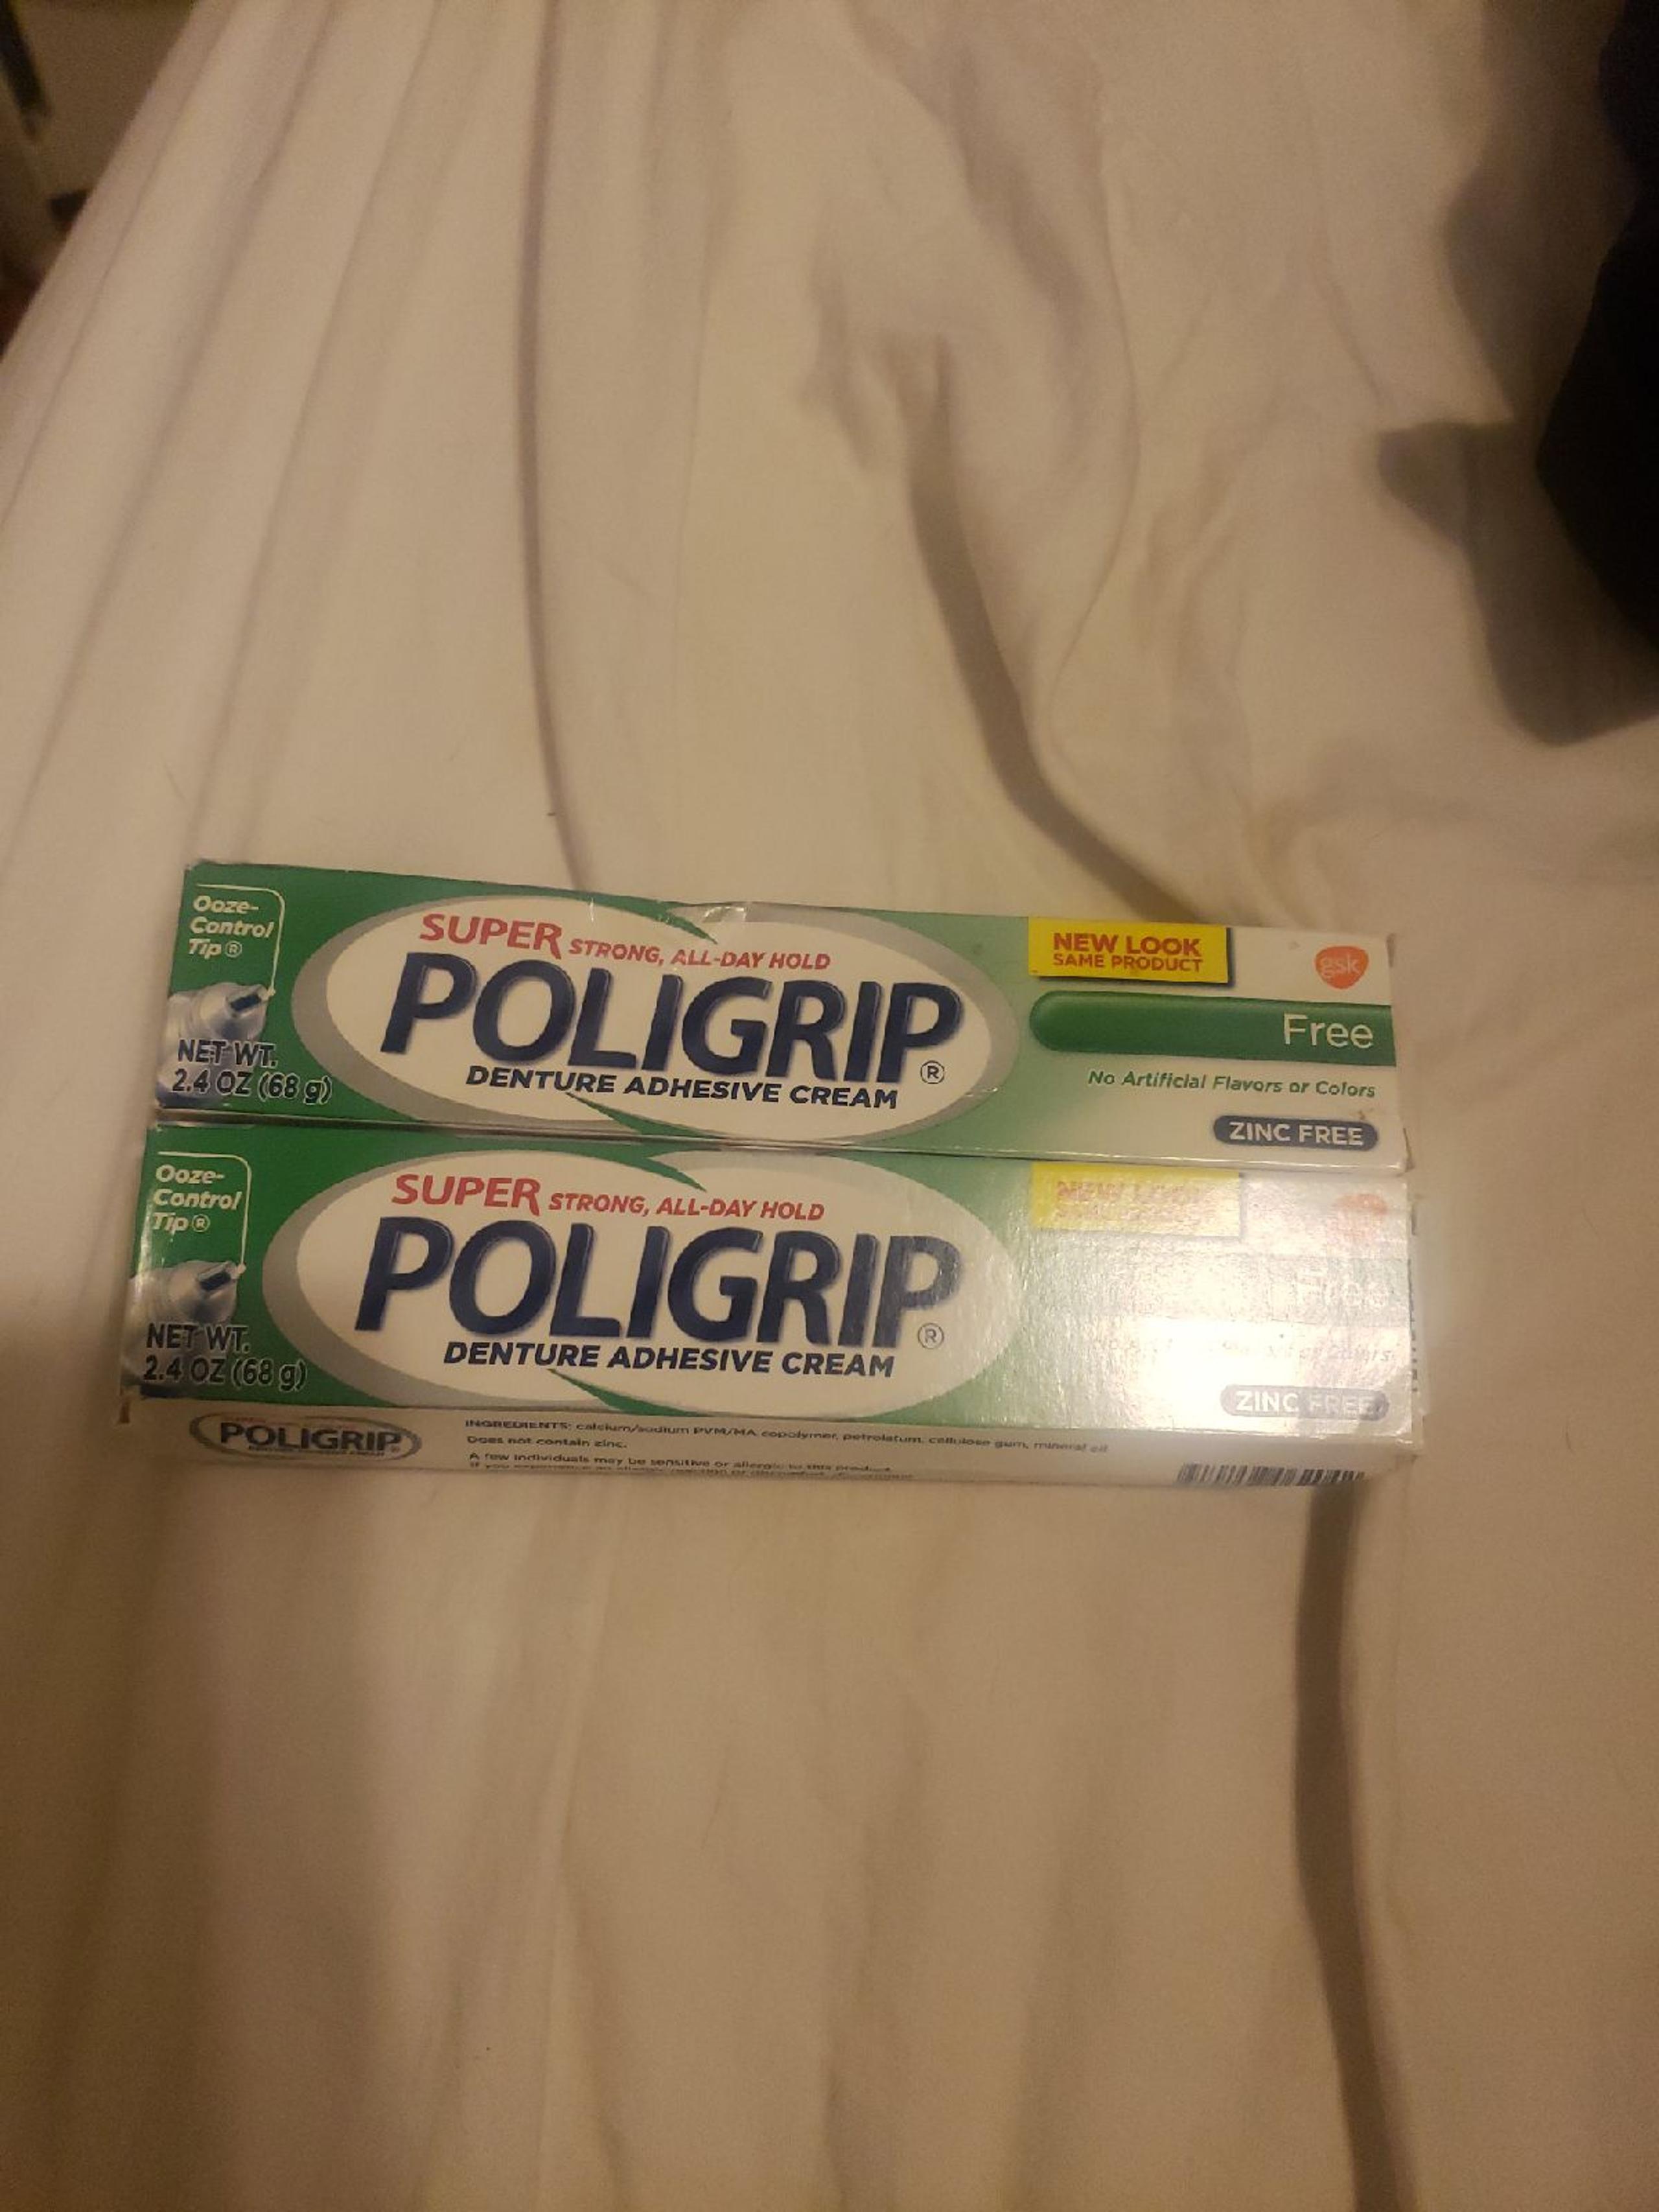 Ooze-
Control
Tip®
NET WT.
2.4 OZ (68 g)
SUPER STRONG, ALL-DAY HOLD
POLIGRIP®
DENTURE ADHESIVE CREAM
NEW LOOK
SAME PRODUCT
gsk
Free
No Artificial Flavors or Colors
ZINC FREE
Ooze-
Control
Tip®
NET WT.
2.4 OZ (68 g)
SUPER STRONG, ALL-DAY HOLD
POLIGRIP®
DENTURE ADHESIVE CREAM
NEW LOOK
Free
ZINC FREE
POLIGRIP
INGREDIENTS: calcium/sodium PVM/MA copolymer, petrolatum, cellulose gum, mineral oil
Does not contain zinc.
A few individuals may be sensitive or allergic to this product.